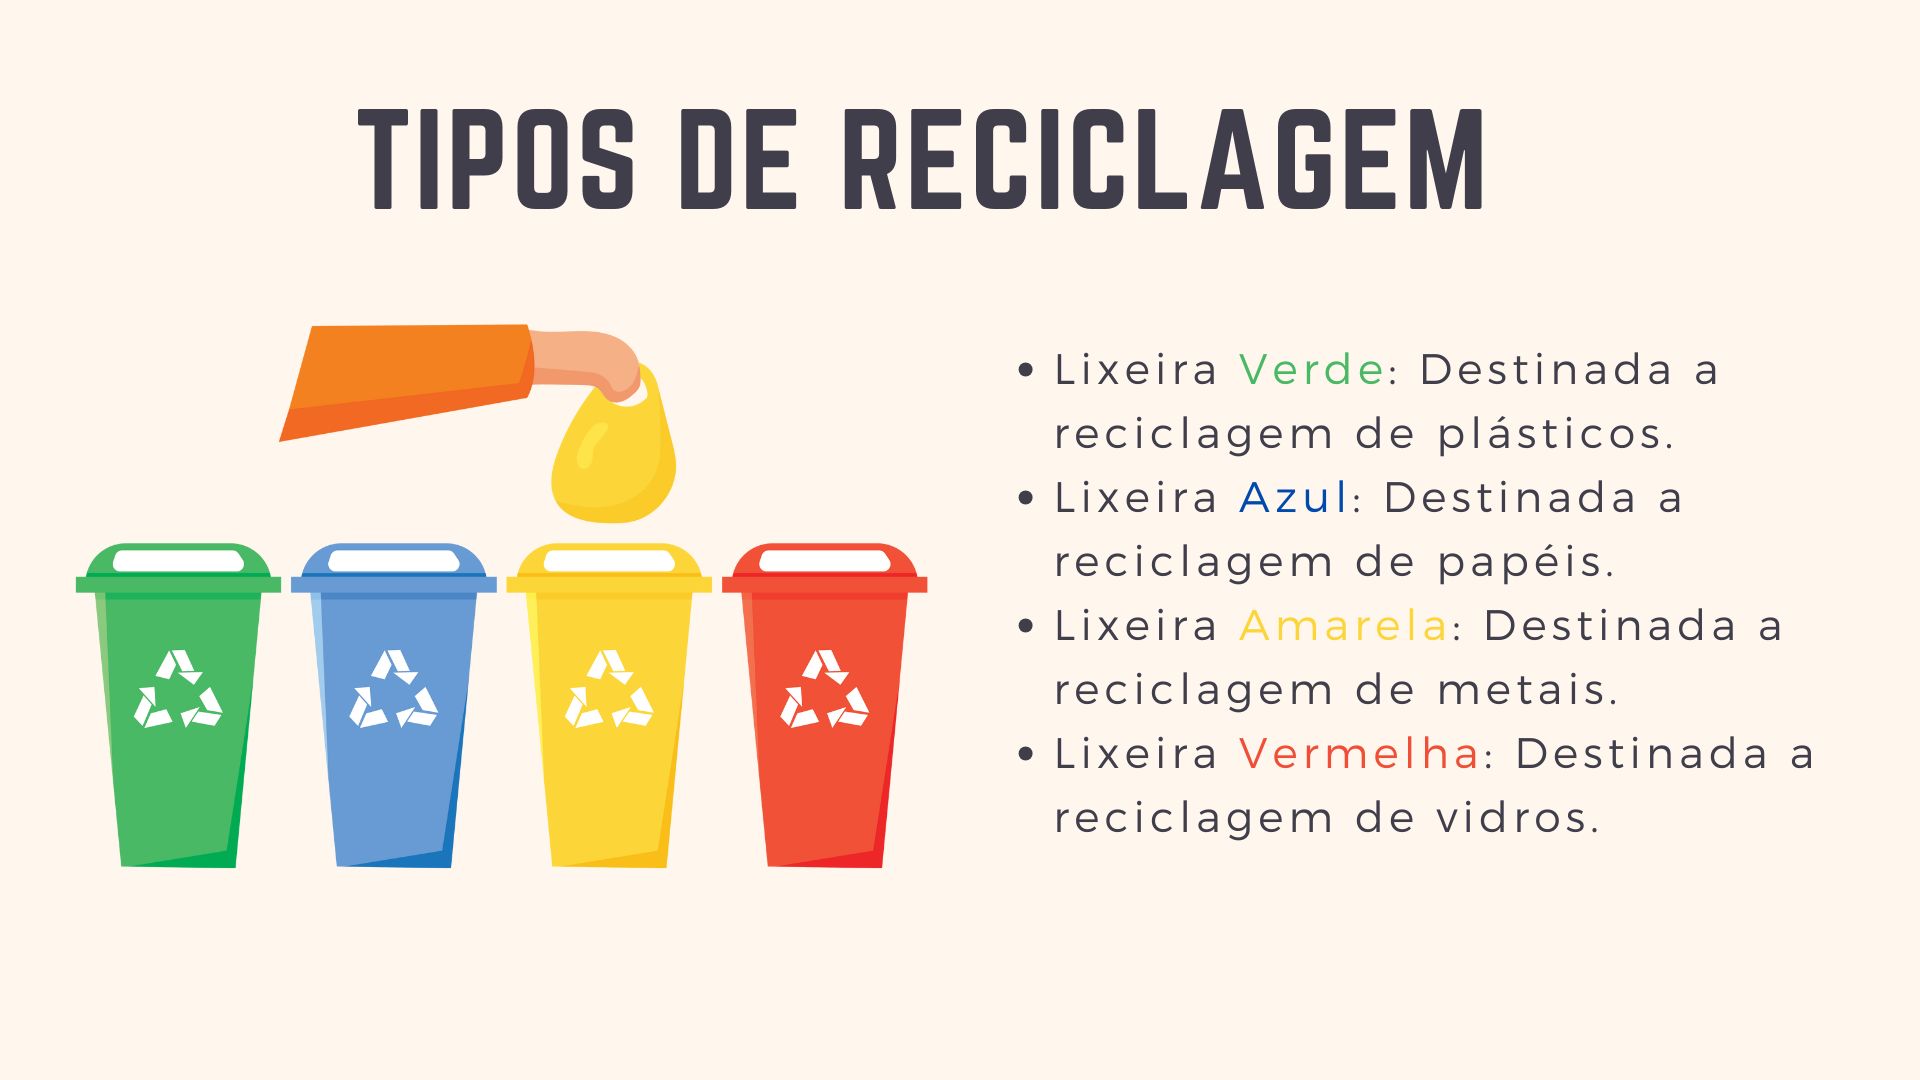 TIPOS DE RECICLAGEM
• Lixeira Verde: Destinada a
reciclagem de plásticos.
• Lixeira Azul: Destinada a
reciclagem de papéis.
• Lixeira Amarela: Destinada a
reciclagem de metais.
• Lixeira Vermelha: Destinada a
reciclagem de vidros.